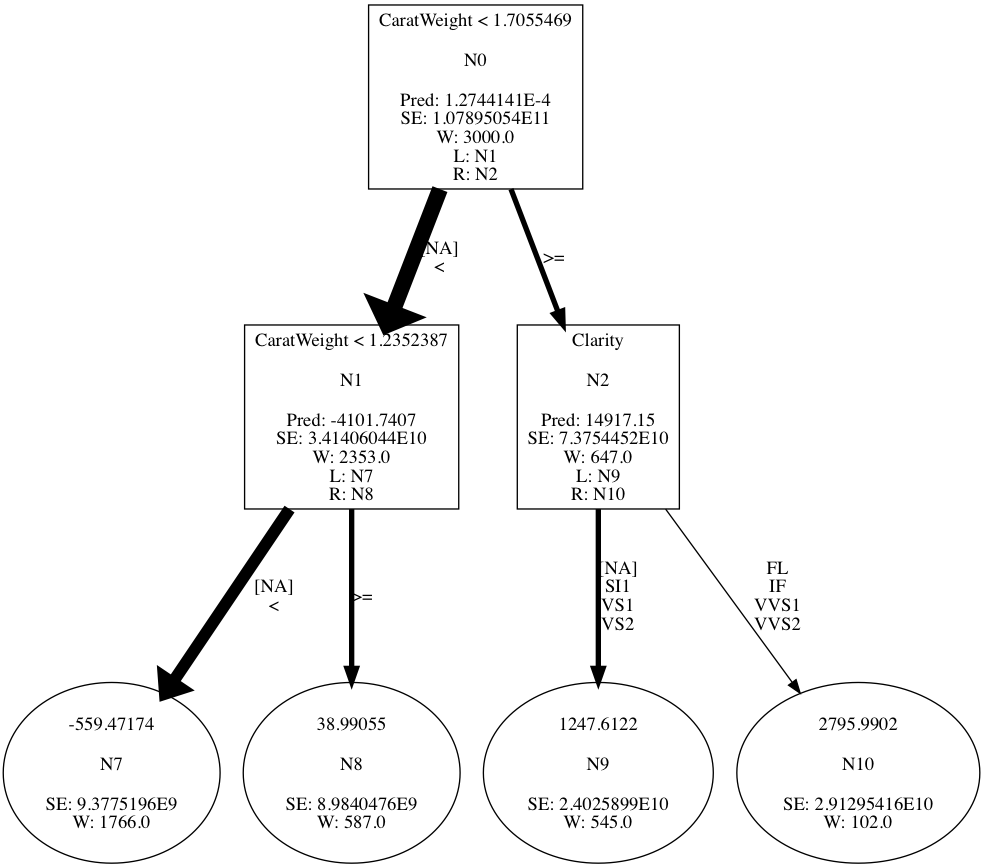 CaratWeight < 1.7055469
N0
Pred: 1.2744141E-4
SE: 1.07895054E11
W: 3000.0
L: N1
R: N2
[NA]
<
>=
CaratWeight < 1.2352387
N1
Pred: -4101.7407
SE: 3.41406044E10
W: 2353.0
L: N7
R: N8
Clarity
N2
Pred: 14917.15
SE: 7.3754452E10
W: 647.0
L: N9
R: N10
[NA]
<
>=
[NA]
SI1
VS1
VS2
FL
IF
VVS1
VVS2
-559.47174
N7
SE: 9.3775196E9
W: 1766.0
38.99055
N8
SE: 8.9840476E9
W: 587.0
1247.6122
N9
SE: 2.4025899E10
W: 545.0
2795.9902
N10
SE: 2.91295416E10
W: 102.0